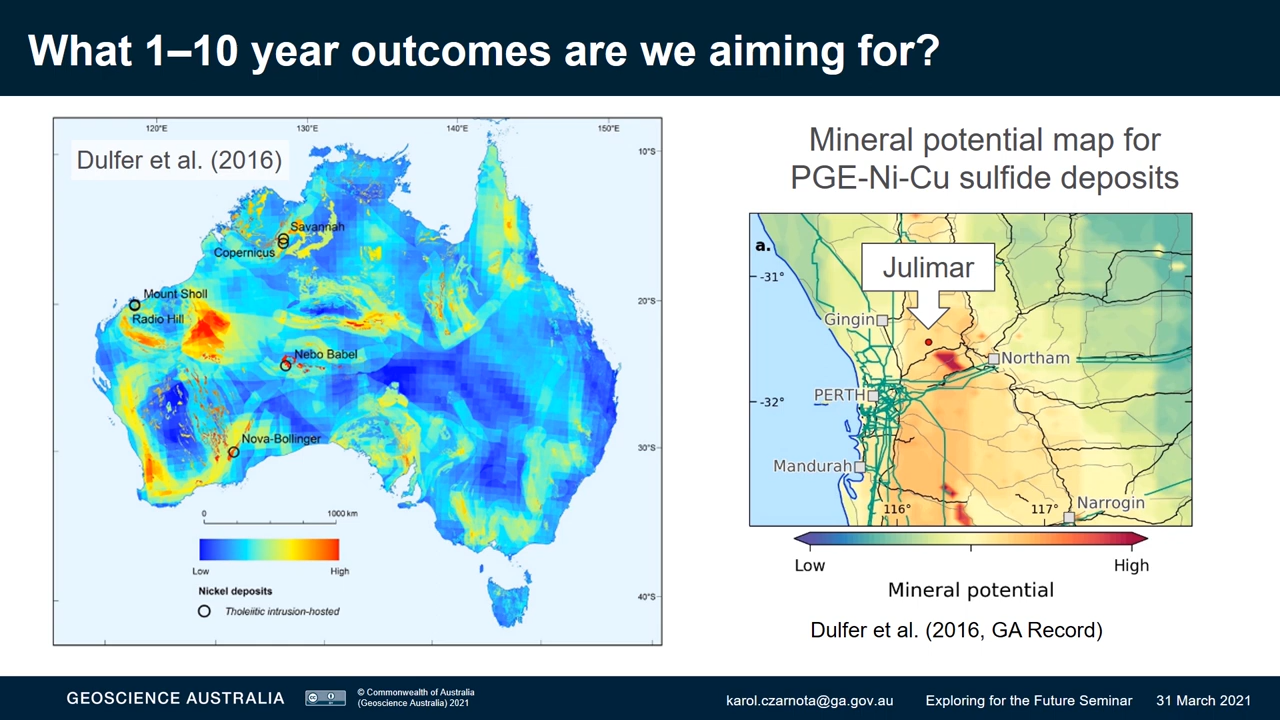 What 1–10 year outcomes are we aiming for?
120°E
130°E
140°E
150°E
Dulfer et al. (2016)
10°S
Savannah
Copernicus
Mount Sholl
20°S
Radio Hill
Nebo Babel
Nova-Bollinger
30°S
0
1000 km
Low
High
Nickel deposits
Tholeiitic intrusion-hosted
40°S
Mineral potential map for
PGE-Ni-Cu sulfide deposits
a.
-31°
Julimar
Gingin
Northam
PERTH
-32°
Mandurah
116°
117°
Narrogin
Low
High
Mineral potential
Dulfer et al. (2016, GA Record)
GEOSCIENCE AUSTRALIA
cc
BY
© Commonwealth of Australia
(Geoscience Australia) 2021
karol.czarnota@ga.gov.au
Exploring for the Future Seminar
31 March 2021